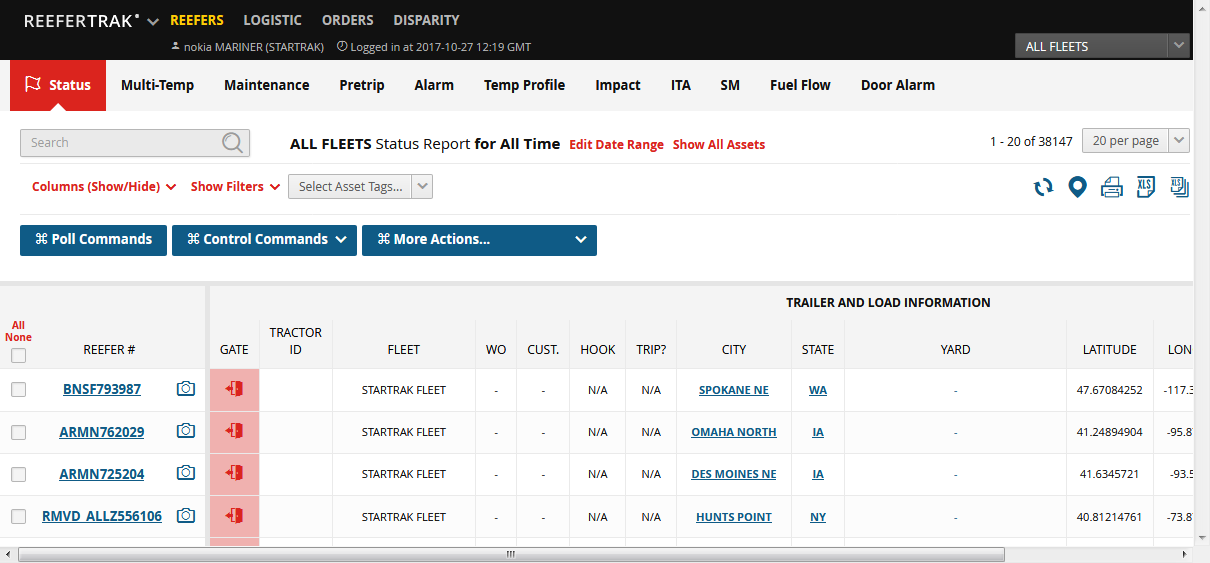 REEFERTRAK REEFERS LOGISTIC ORDERS DISPARITY
nokia MARINER (STARTRAK) Logged in at 2017-10-27 12:19 GMT
ALL FLEETS
Status Multi-Temp Maintenance Pretrip Alarm Temp Profile Impact ITA SM Fuel Flow Door Alarm
Search ALL FLEETS Status Report for All Time Edit Date Range Show All Assets 1 - 20 of 38147 20 per page
Columns (Show/Hide) Show Filters Select Asset Tags... XLS XLS
⌘ Poll Commands ⌘ Control Commands ⌘ More Actions...
TRAILER AND LOAD INFORMATION
All
None
REEFER # GATE TRACTOR ID FLEET WO CUST. HOOK TRIP? CITY STATE YARD LATITUDE LON
BNSF793987 STARTRAK FLEET - - N/A N/A SPOKANE NE WA - 47.67084252 -117.3
ARMN762029 STARTRAK FLEET - - N/A N/A OMAHA NORTH IA - 41.24894904 -95.8
ARMN725204 STARTRAK FLEET - - N/A N/A DES MOINES NE IA - 41.6345721 -93.5
RMVD_ALLZ556106 STARTRAK FLEET - - N/A N/A HUNTS POINT NY - 40.81214761 -73.8